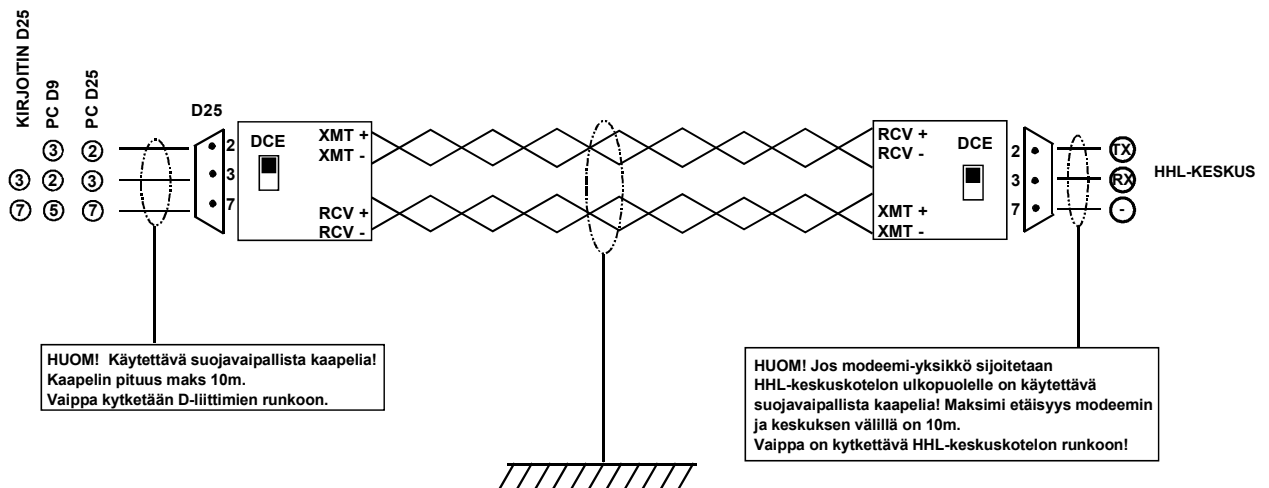 KIRJOITIN D25
PC D9
PC D25
D25
③ ②
③ ② ③
⑦ ⑤ ⑦
2
3
7
DCE
XMT +
XMT -
RCV +
RCV -
RCV +
RCV -
XMT +
XMT -
DCE
2
3
7
TX
RX
-
HHL-KESKUS
HUOM! Käytettävä suojavaipallista kaapelia!
Kaapelin pituus maks 10m.
Vaippa kytketään D-liittimien runkoon.
HUOM! Jos modeemi-yksikkö sijoitetaan
HHL-keskuskotelon ulkopuolelle on käytettävä
suojavaipallista kaapelia! Maksimi etäisyys modeemin
ja keskuksen välillä on 10m.
Vaippa on kytkettävä HHL-keskuskotelon runkoon!